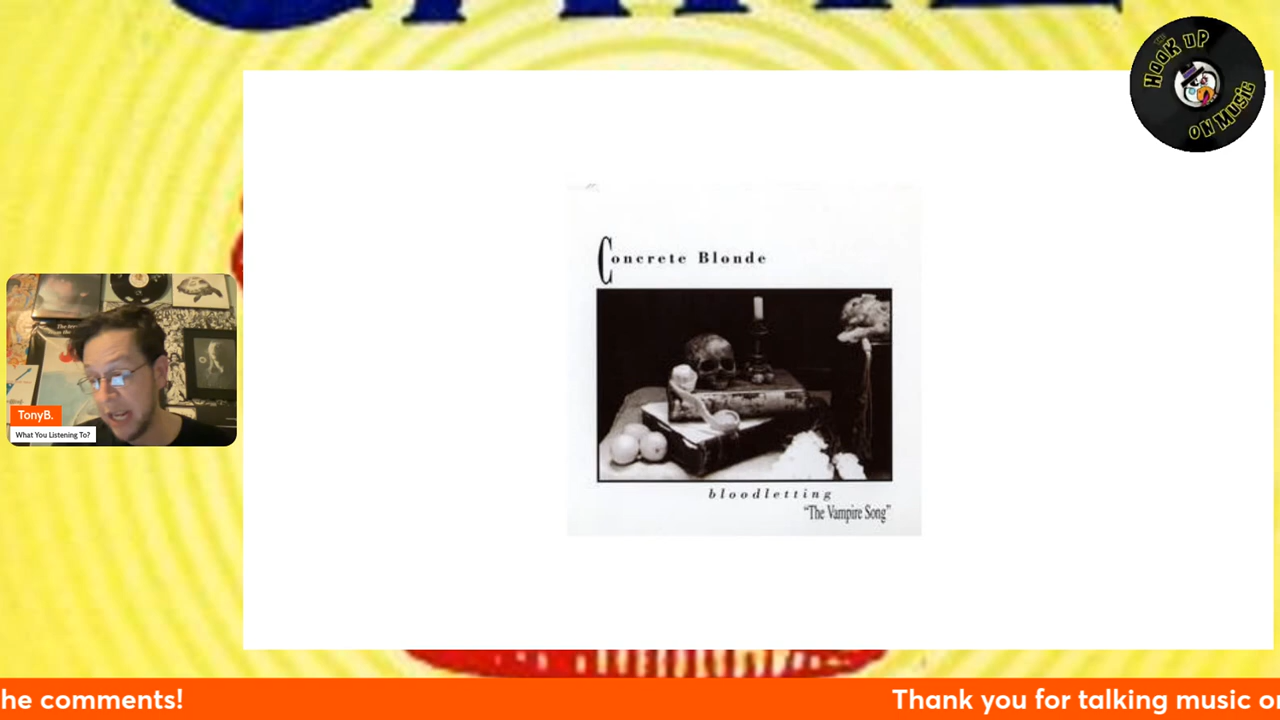 HOOK UP
ON MUSIC
Concrete Blonde
bloodletting
"The Vampire Song"
TonyB.
What You Listening To?
he comments!
Thank you for talking music o